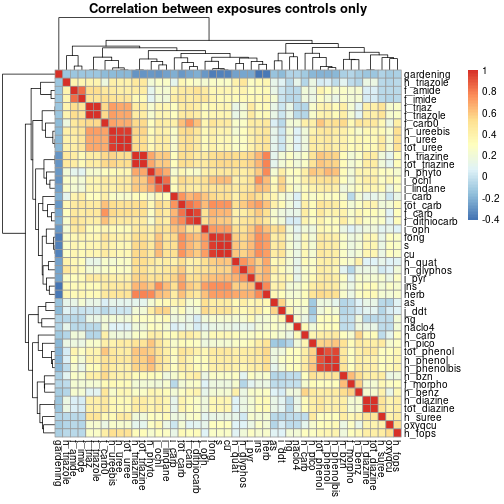 Correlation between exposures controls only
gardening
h_triazole
f_amide
f_imide
f_triaz
f_triazole
f_carb0
h_ureebis
h_uree
tot_uree
h_triazine
tot_triazine
h_phyto
i_ochl
i_lindane
i_carb
tot_carb
f_carb
f_dithiocarb
i_oph
fong
s
cu
h_quat
h_glyphos
i_pyr
ins
herb
as
i_ddt
hg
naclo4
h_carb
h_pico
tot_phenol
h_phenol
h_phenolbis
h_bzn
f_morpho
h_benz
h_diazine
tot_diazine
h_suree
oxyqcu
h_tops
1
0.8
0.6
0.4
0.2
0
-0.2
-0.4